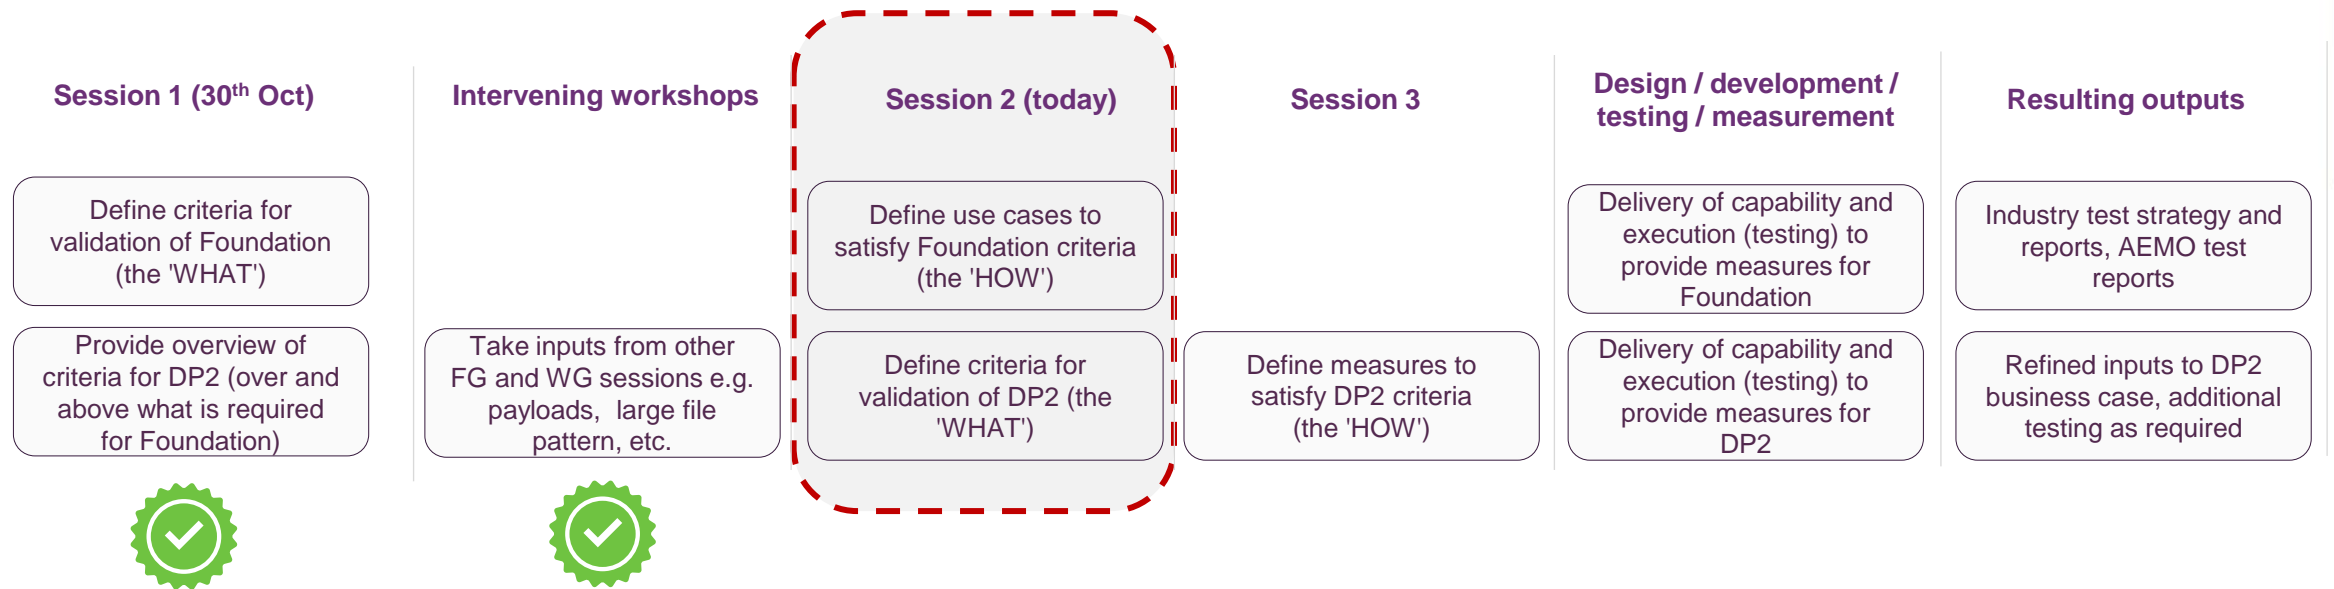 Session 1 (30th Oct)
Define criteria for
validation of Foundation
(the 'WHAT')
Provide overview of
criteria for DP2 (over and
above what is required
for Foundation)
Intervening workshops
Take inputs from other
FG and WG sessions e.g.
payloads, large file
pattern, etc.
Session 2 (today)
Define use cases to
satisfy Foundation criteria
(the 'HOW')
Define criteria for
validation of DP2 (the
'WHAT')
Session 3
Define measures to
satisfy DP2 criteria
(the 'HOW')
Design / development /
testing / measurement
Delivery of capability and
execution (testing) to
provide measures for
Foundation
Delivery of capability and
execution (testing) to
provide measures for
DP2
Resulting outputs
Industry test strategy and
reports, AEMO test
reports
Refined inputs to DP2
business case, additional
testing as required